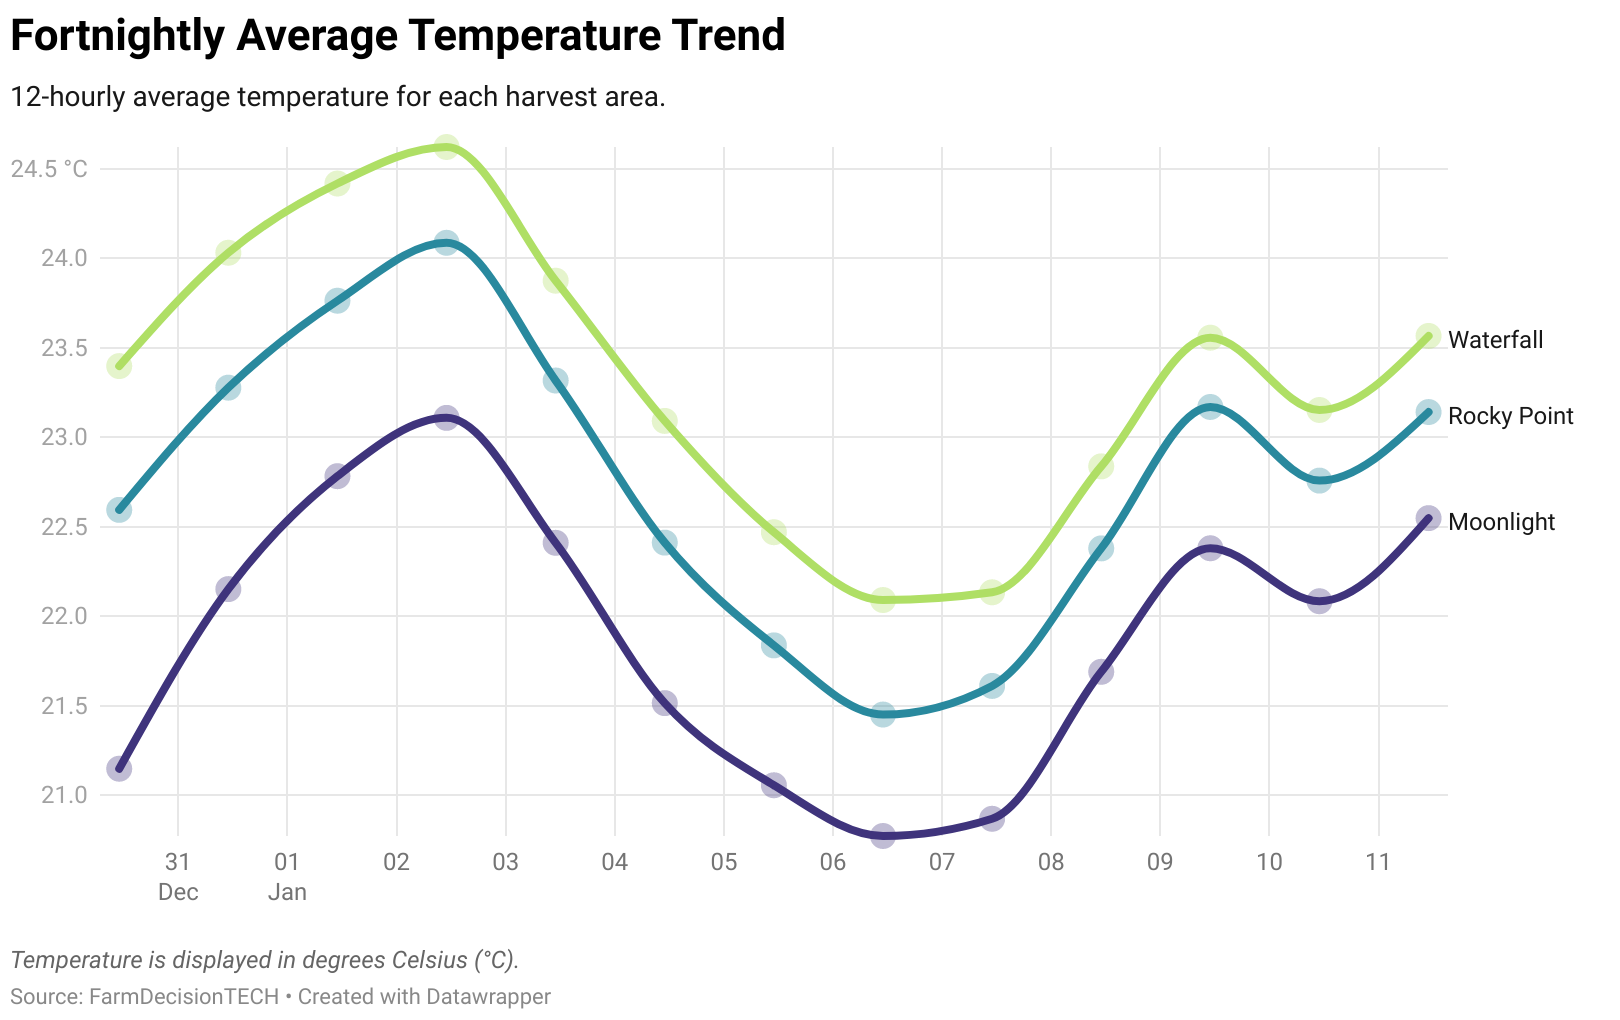 Fortnightly Average Temperature Trend
12-hourly average temperature for each harvest area.
24.5 °C
24.0
23.5
23.0
22.5
22.0
21.5
21.0
Waterfall
Rocky Point
Moonlight
31 01 02 03 04 05 06 07 08 09 10 11
Dec Jan
Temperature is displayed in degrees Celsius (°C).
Source: FarmDecisionTECH • Created with Datawrapper